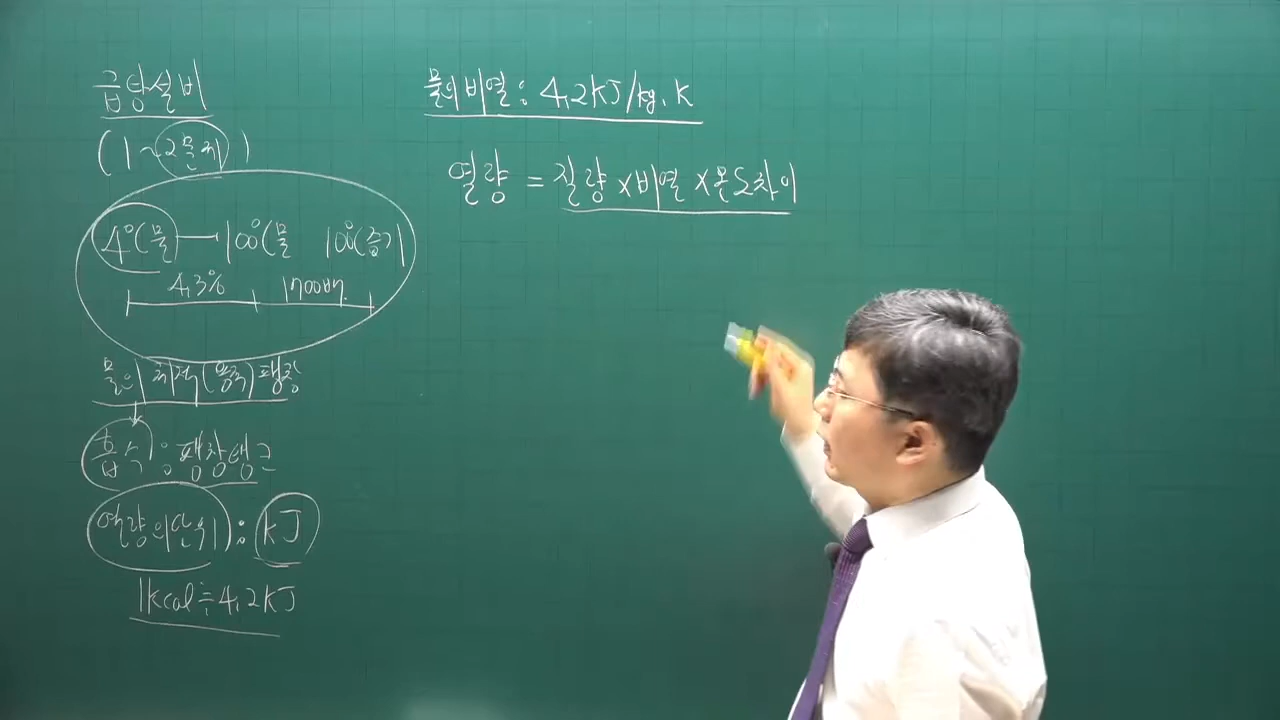 급탕설비
(1~2문제)
4°(물 — 100°(물 100°(증기
4,3% 1700배
물의 체적(용적)팽창
흡수 : 팽창탱크
열량의 단위) : kJ
1kcal≒4,2kJ
물의 비열 : 4,2kJ/kg.K
열량 = 질량×비열×온도차이